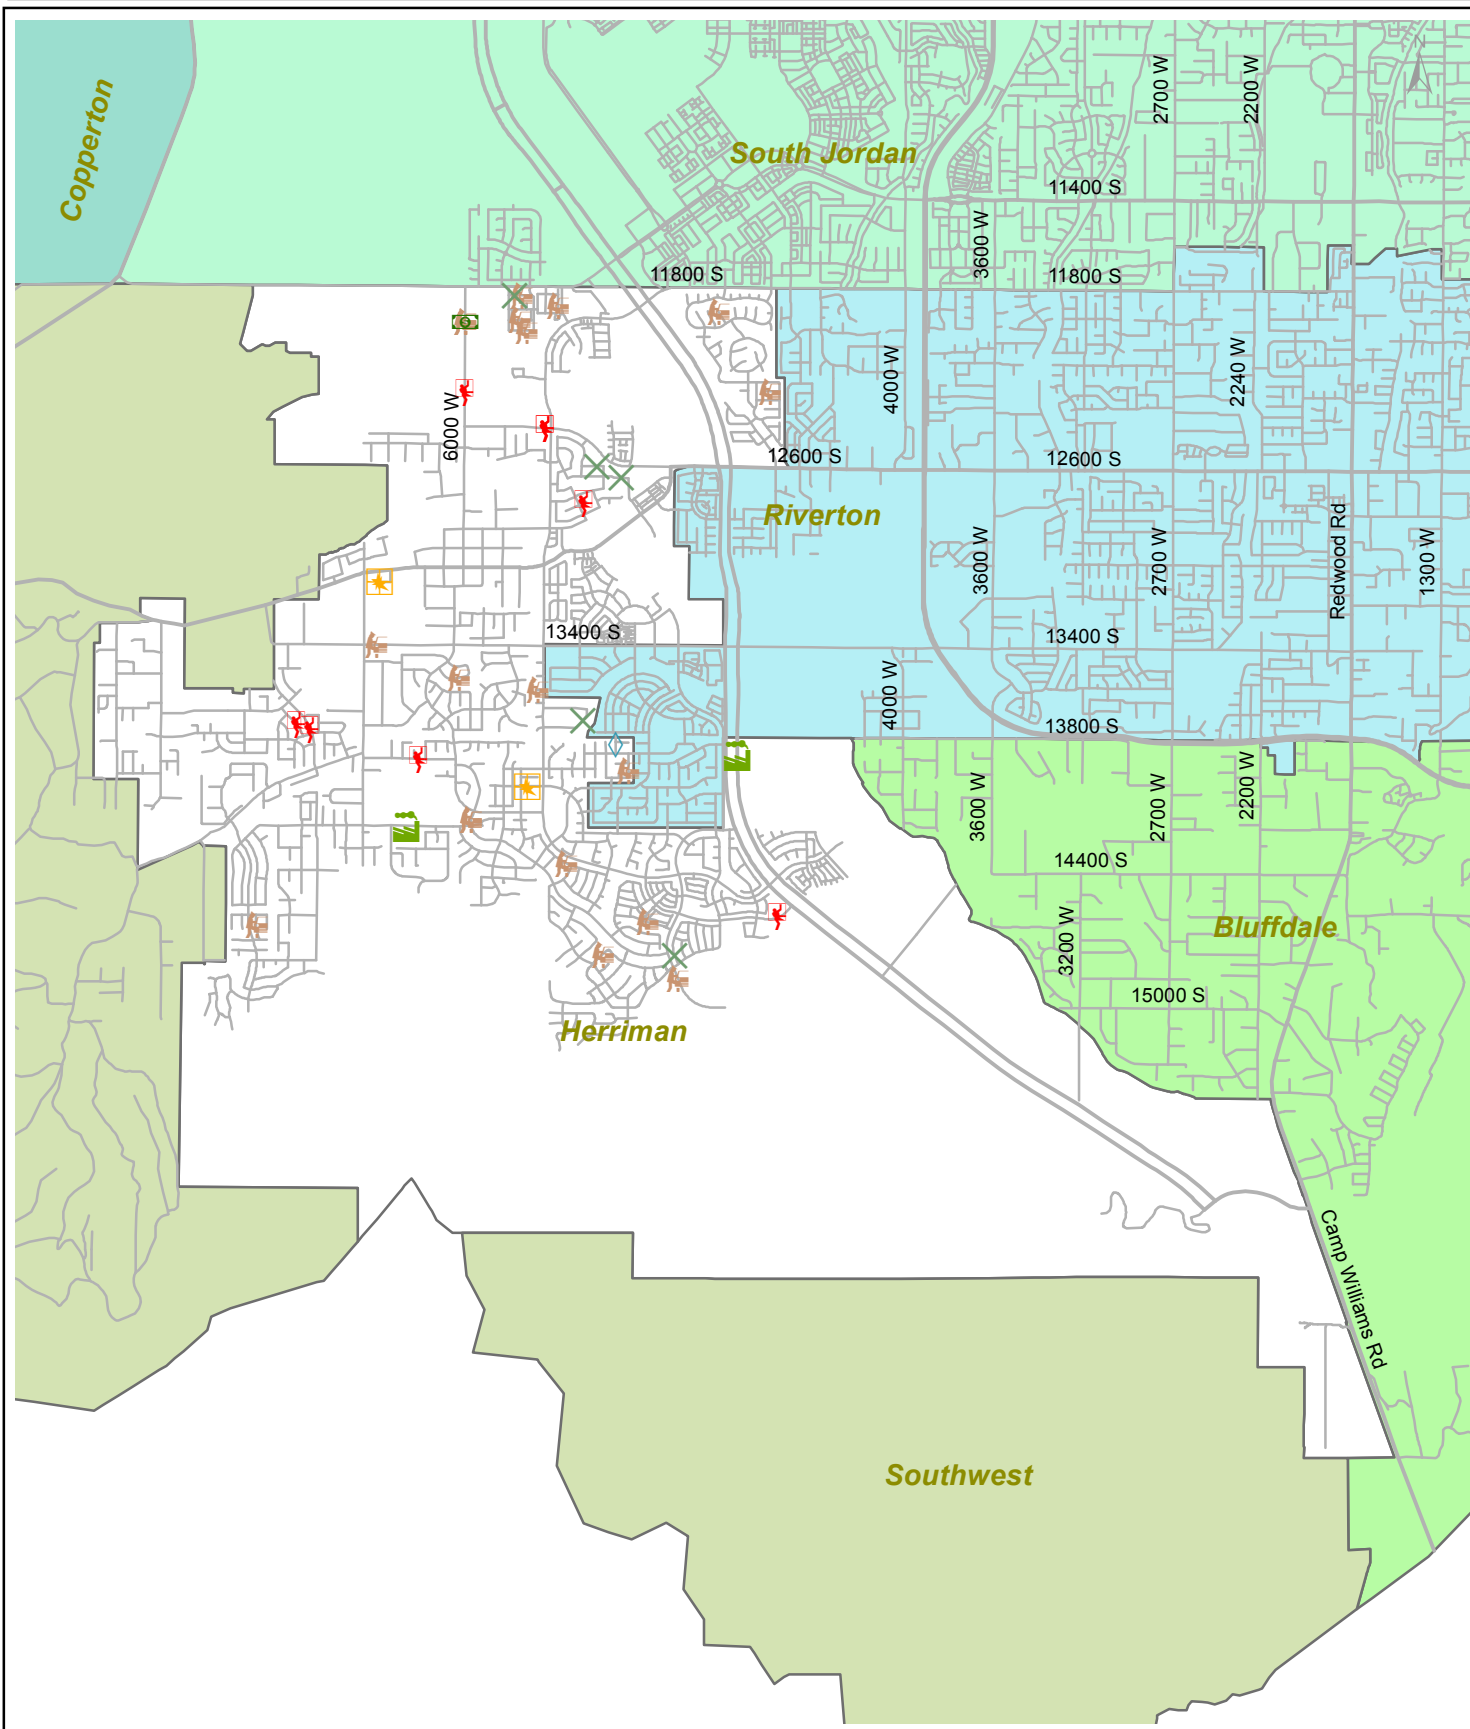 N
2700 W
2200 W
Copperton
South Jordan
11400 S
3600 W
11800 S
11800 S
4000 W
2240 W
6000 W
12600 S
12600 S
Riverton
Redwood Rd
3600 W
2700 W
1300 W
13400 S
13400 S
4000 W
13800 S
3600 W
2700 W
2200 W
14400 S
3200 W
Bluffdale
15000 S
Herriman
Camp Williams Rd
Southwest